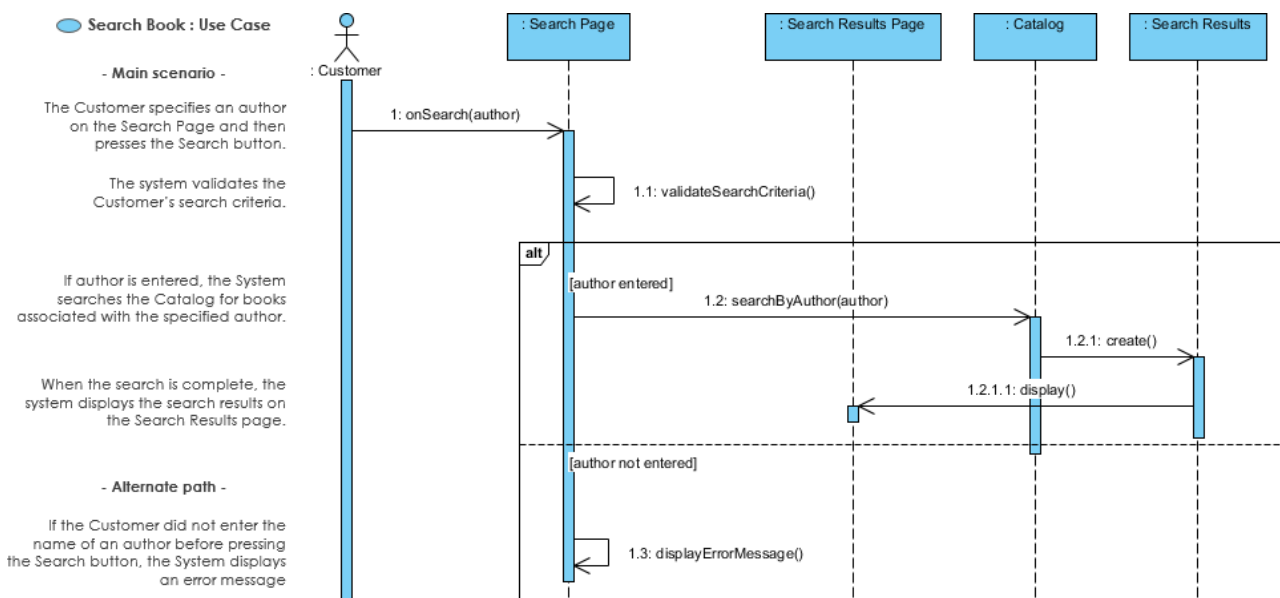 Search Book : Use Case
: Search Page
: Search Results Page
: Catalog
: Search Results
- Main scenario -
: Customer
The Customer specifies an author
on the Search Page and then
presses the Search button.
1: onSearch(author)
The system validates the
Customer's search criteria.
1.1: validateSearchCriteria()
alt
If author is entered, the System
searches the Catalog for books
associated with the specified author.
[author entered]
1.2: searchByAuthor(author)
1.2.1: create()
When the search is complete, the
system displays the search results on
the Search Results page.
1.2.1.1: display()
[author not entered]
- Alternate path -
If the Customer did not enter the
name of an author before pressing
the Search button, the System displays
an error message
1.3: displayErrorMessage()